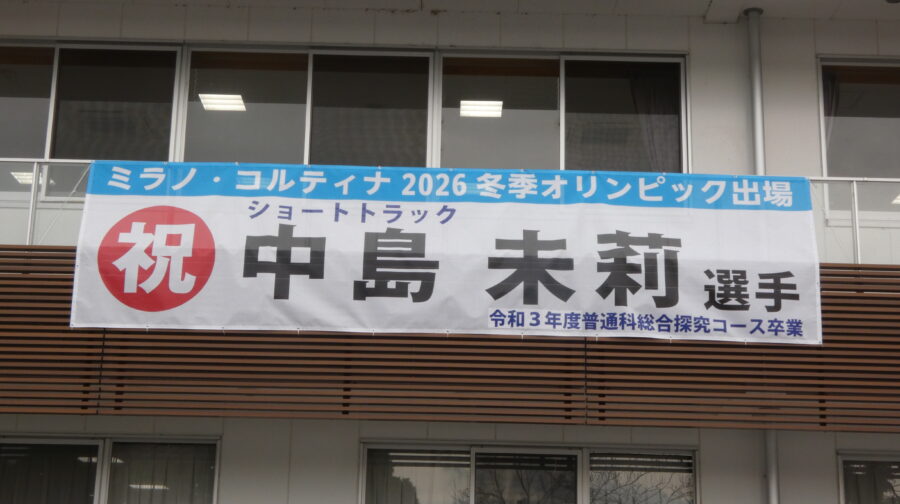 ミラノ・コルティナ 2026 冬季オリンピック出場
祝
ショートトラック
中島 未莉 選手
令和３年度普通科総合探究コース卒業